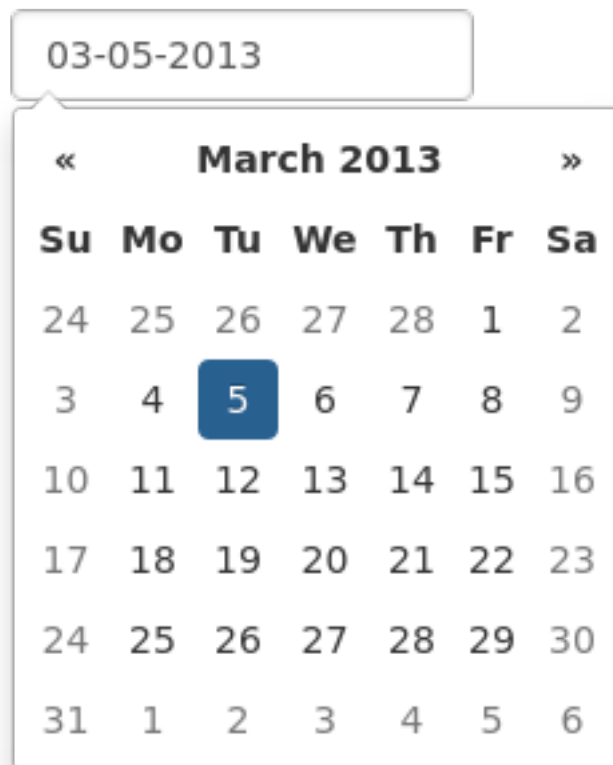 03-05-2013
« March 2013 »
Su Mo Tu We Th Fr Sa
24 25 26 27 28 1 2
3 4 5 6 7 8 9
10 11 12 13 14 15 16
17 18 19 20 21 22 23
24 25 26 27 28 29 30
31 1 2 3 4 5 6